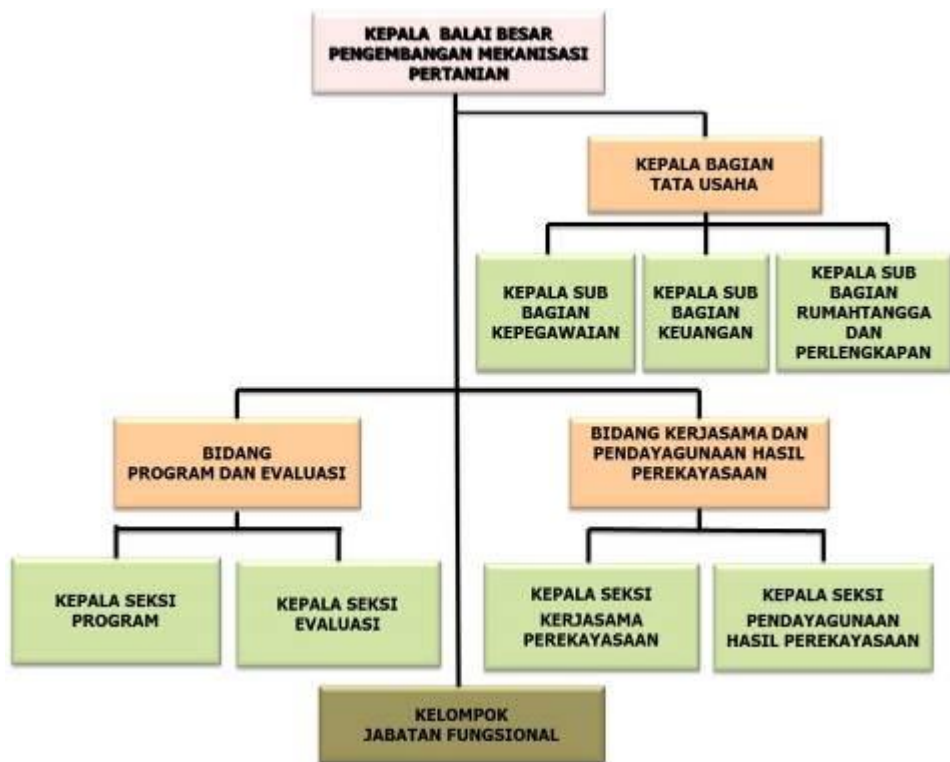 KEPALA BALAI BESAR
PENGEMBANGAN MEKANISASI
PERTANIAN
KEPALA BAGIAN
TATA USAHA
KEPALA SUB
BAGIAN
KEPEGAWAIAN
KEPALA SUB
BAGIAN
KEUANGAN
KEPALA SUB
BAGIAN
RUMAHTANGGA
DAN
PERLENGKAPAN
BIDANG
PROGRAM DAN EVALUASI
BIDANG KERJASAMA DAN
PENDAYAGUNAAN HASIL
PEREKAYASAAN
KEPALA SEKSI
PROGRAM
KEPALA SEKSI
EVALUASI
KEPALA SEKSI
KERJASAMA
PEREKAYASAAN
KEPALA SEKSI
PENDAYAGUNAAN
HASIL PEREKAYASAAN
KELOMPOK
JABATAN FUNGSIONAL